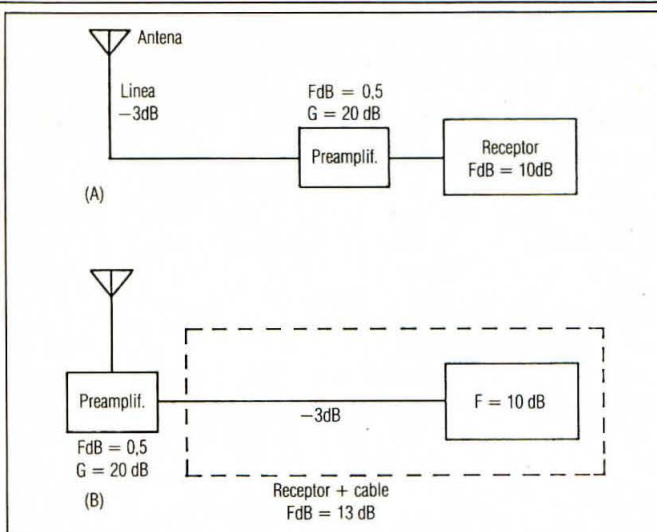 Antena
Linea
−3dB
FdB = 0,5
G = 20 dB
Preamplif.
Receptor
FdB = 10dB
(A)
Preamplif.
−3dB
F = 10 dB
FdB = 0,5
G = 20 dB
(B)
Receptor + cable
FdB = 13 dB